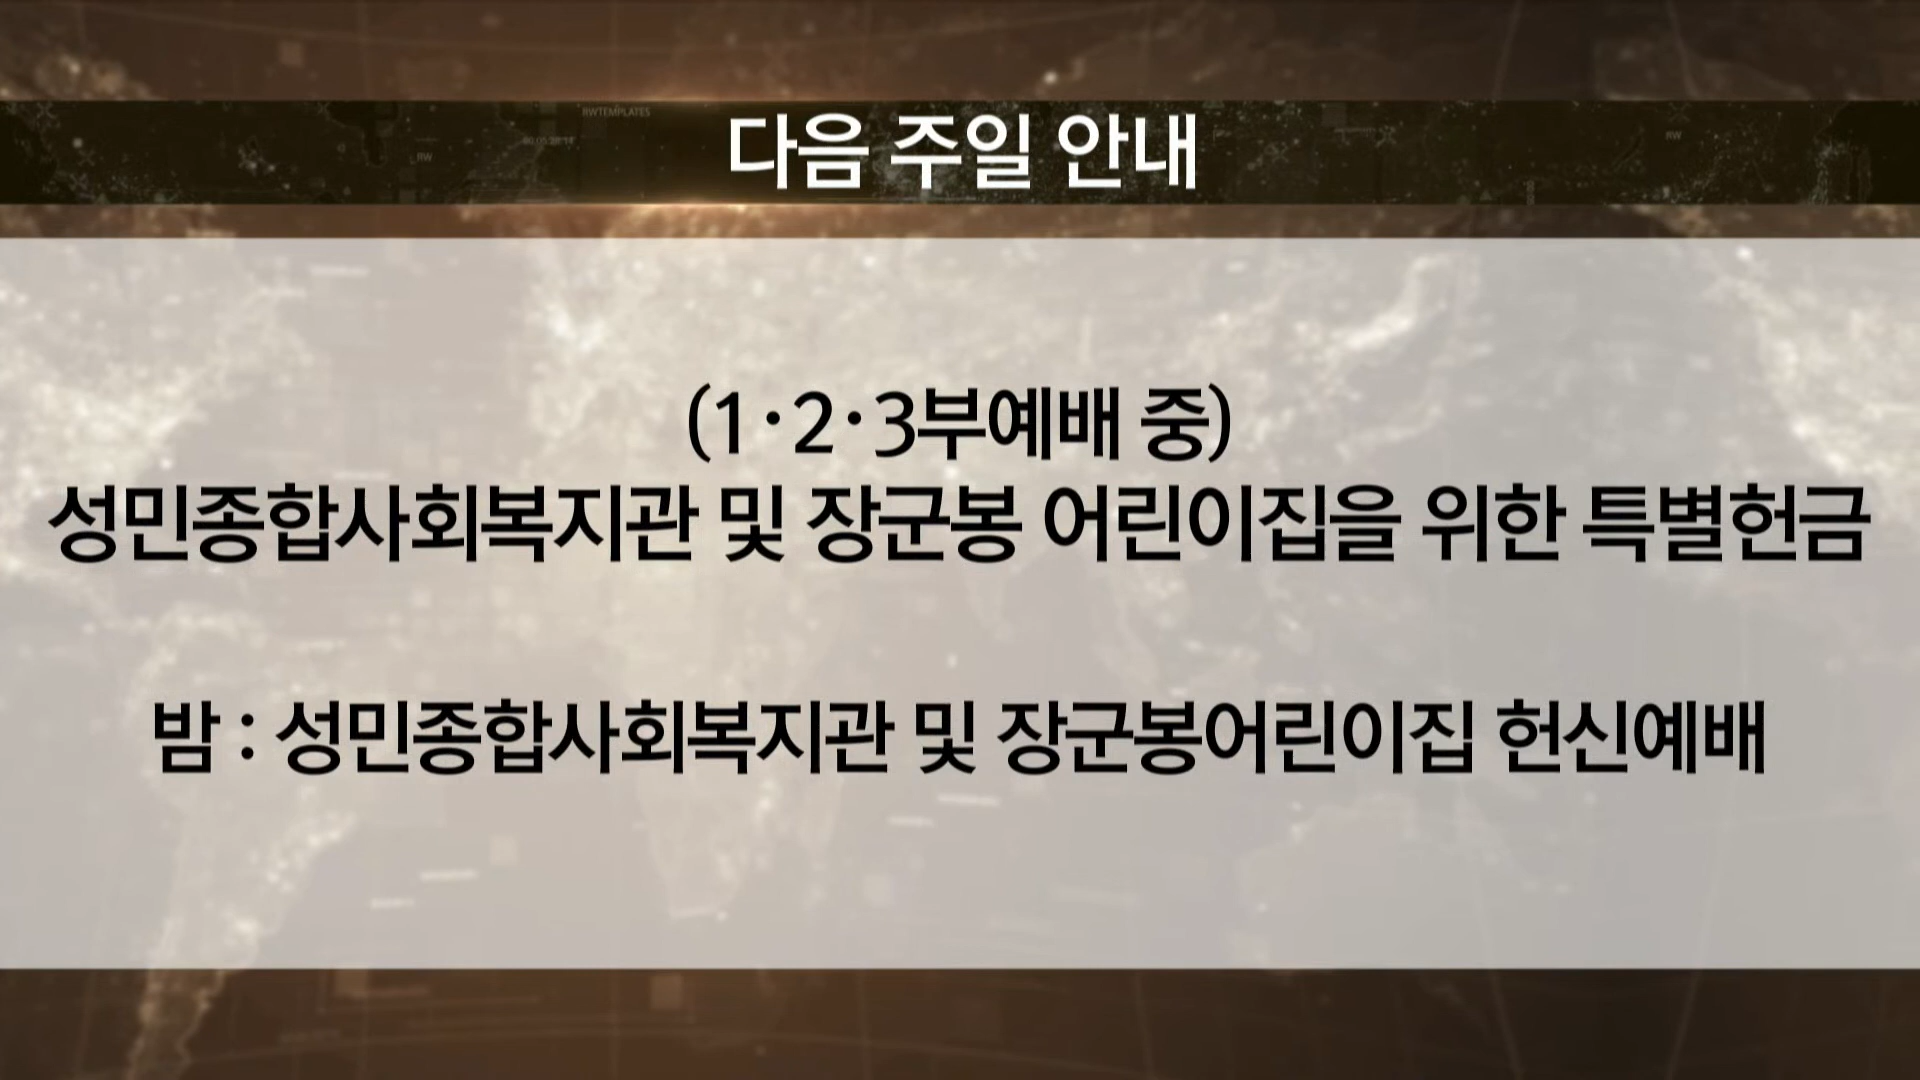 RWTEMPLATES
다음 주일 안내
RW
RW
(1·2·3부예배 중)
성민종합사회복지관 및 장군봉 어린이집을 위한 특별헌금
밤 : 성민종합사회복지관 및 장군봉어린이집 헌신예배